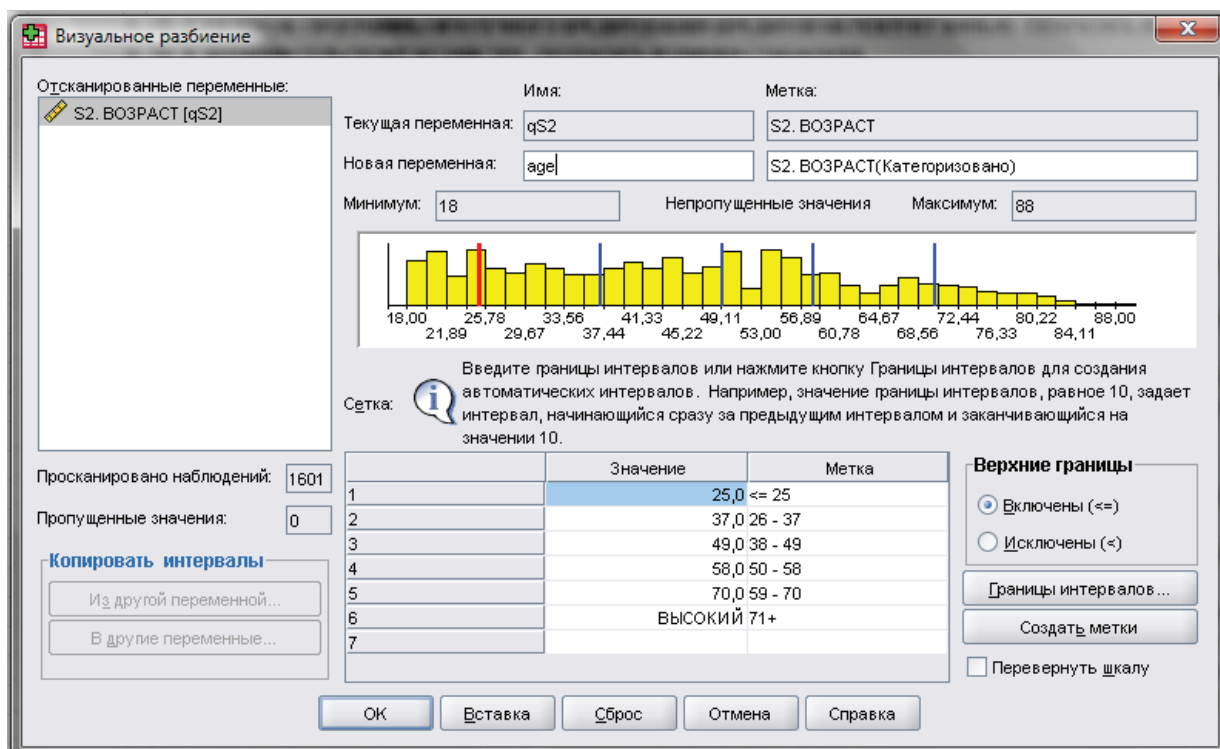 Визуальное разбиение
Отсканированные переменные:
S2. ВОЗРАСТ [qS2]
Имя:
Метка:
Текущая переменная:
qS2
S2. ВОЗРАСТ
Новая переменная:
age
S2. ВОЗРАСТ(Категоризовано)
Минимум:
18
Непропущенные значения
Максимум:
88
18,00 25,78 33,56 41,33 49,11 56,89 64,67 72,44 80,22 88,00
21,89 29,67 37,44 45,22 53,00 60,78 68,56 76,33 84,11
Сетка:
Введите границы интервалов или нажмите кнопку Границы интервалов для создания
автоматических интервалов. Например, значение границы интервалов, равное 10, задает
интервал, начинающийся сразу за предыдущим интервалом и заканчивающийся на
значении 10.
Просканировано наблюдений:
1601
Пропущенные значения:
0
Копировать интервалы
Из другой переменной...
В другие переменные...
Значение Метка
1 25,0 <= 25
2 37,0 26 - 37
3 49,0 38 - 49
4 58,0 50 - 58
5 70,0 59 - 70
6 ВЫСОКИЙ 71+
7
Верхние границы
Включены (<=)
Исключены (<)
Границы интервалов...
Создать метки
Перевернуть шкалу
ОК
Вставка
Сброс
Отмена
Справка